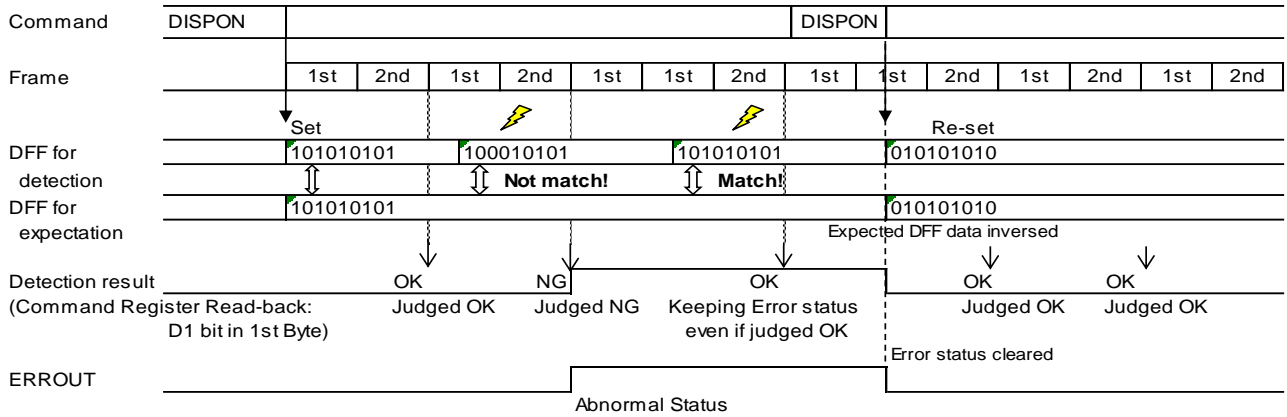 Command DISPON DISPON
Frame 1st 2nd 1st 2nd 1st 1st 2nd 1st 1st 2nd 1st 2nd 1st 2nd
Set Re-set
DFF for 101010101 100010101 101010101 010101010
detection Not match! Match!
DFF for 101010101 010101010
expectation Expected DFF data inversed
Detection result OK NG OK OK OK
(Command Register Read-back: Judged OK Judged NG Keeping Error status Judged OK Judged OK
D1 bit in 1st Byte) even if judged OK
Error status cleared
ERROUT
Abnormal Status